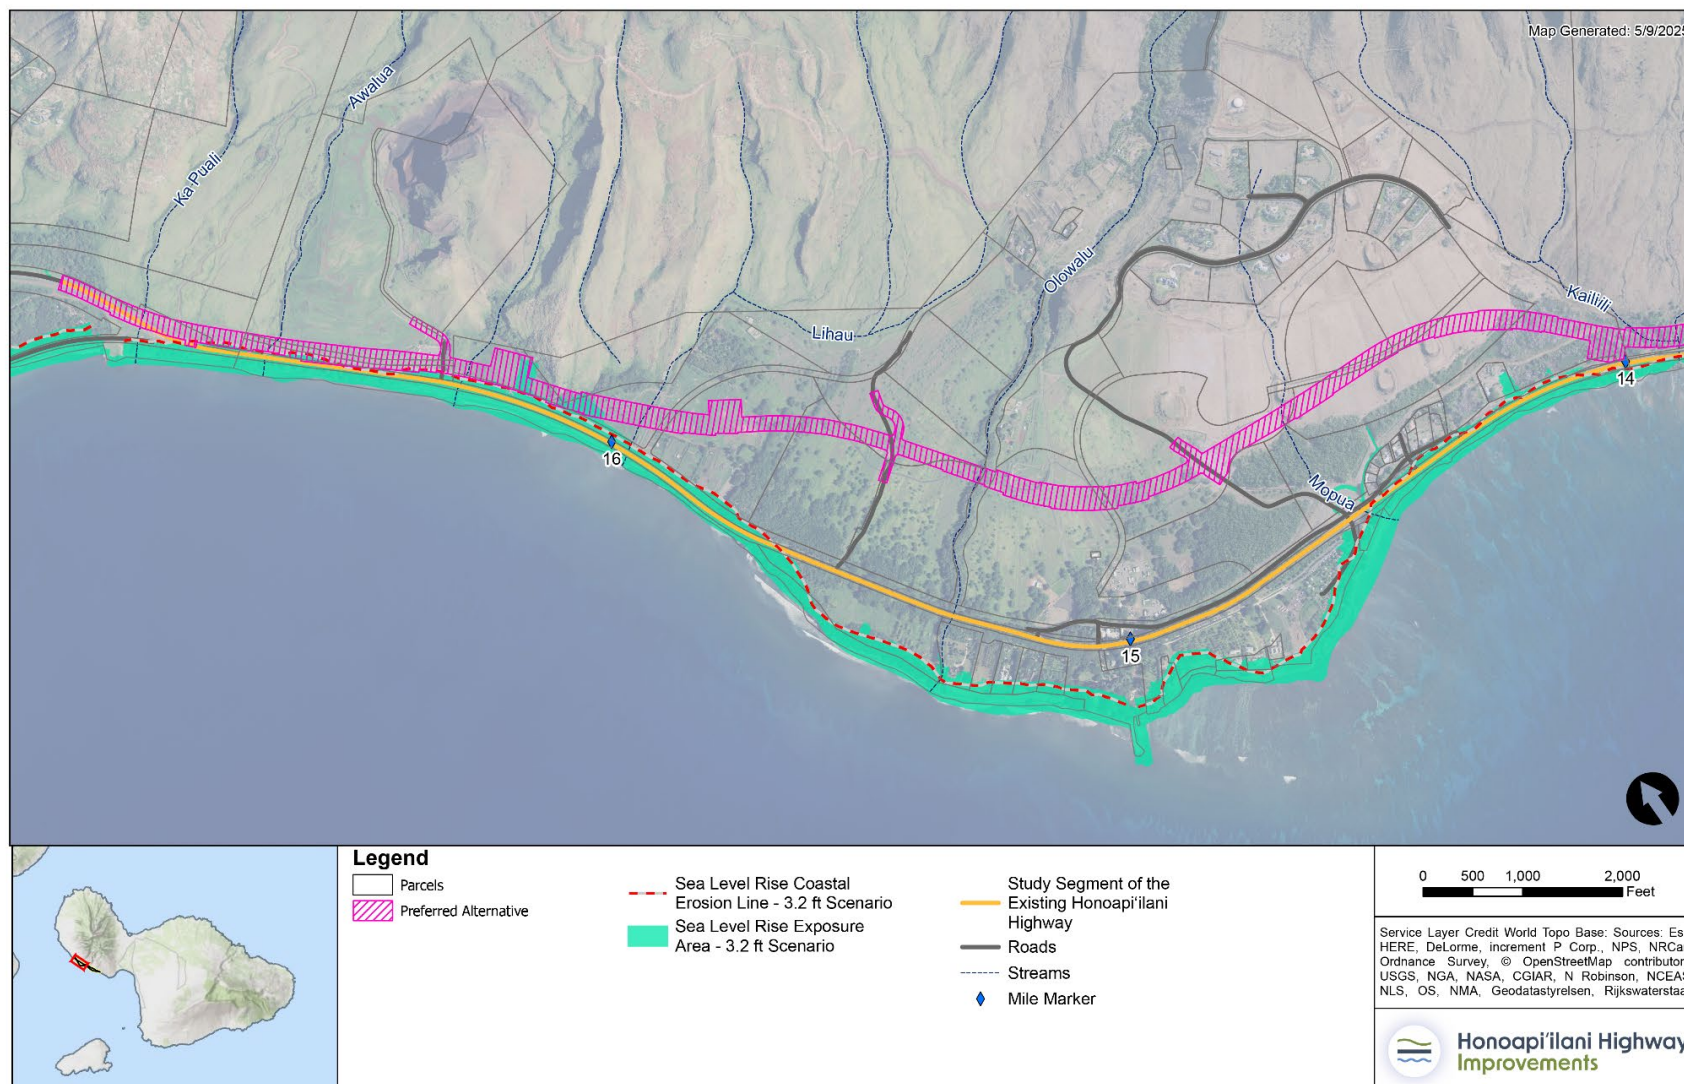 Map Generated: 5/9/2025
Ka Puali
Awalua
Lihau
Olowalu
Kailiili
Mopua
16
15
14
Legend
Parcels
Preferred Alternative
Sea Level Rise Coastal
Erosion Line - 3.2 ft Scenario
Sea Level Rise Exposure
Area - 3.2 ft Scenario
Study Segment of the
Existing Honoapiʻilani
Highway
Roads
Streams
Mile Marker
0 500 1,000 2,000
Feet
Service Layer Credit World Topo Base: Sources: Es
HERE, DeLorme, increment P Corp., NPS, NRCa
Ordnance Survey, © OpenStreetMap contributor
USGS, NGA, NASA, CGIAR, N Robinson, NCEAS
NLS, OS, NMA, Geodatastyrelsen, Rijkswaterstaa
Honoapiʻilani Highway
Improvements